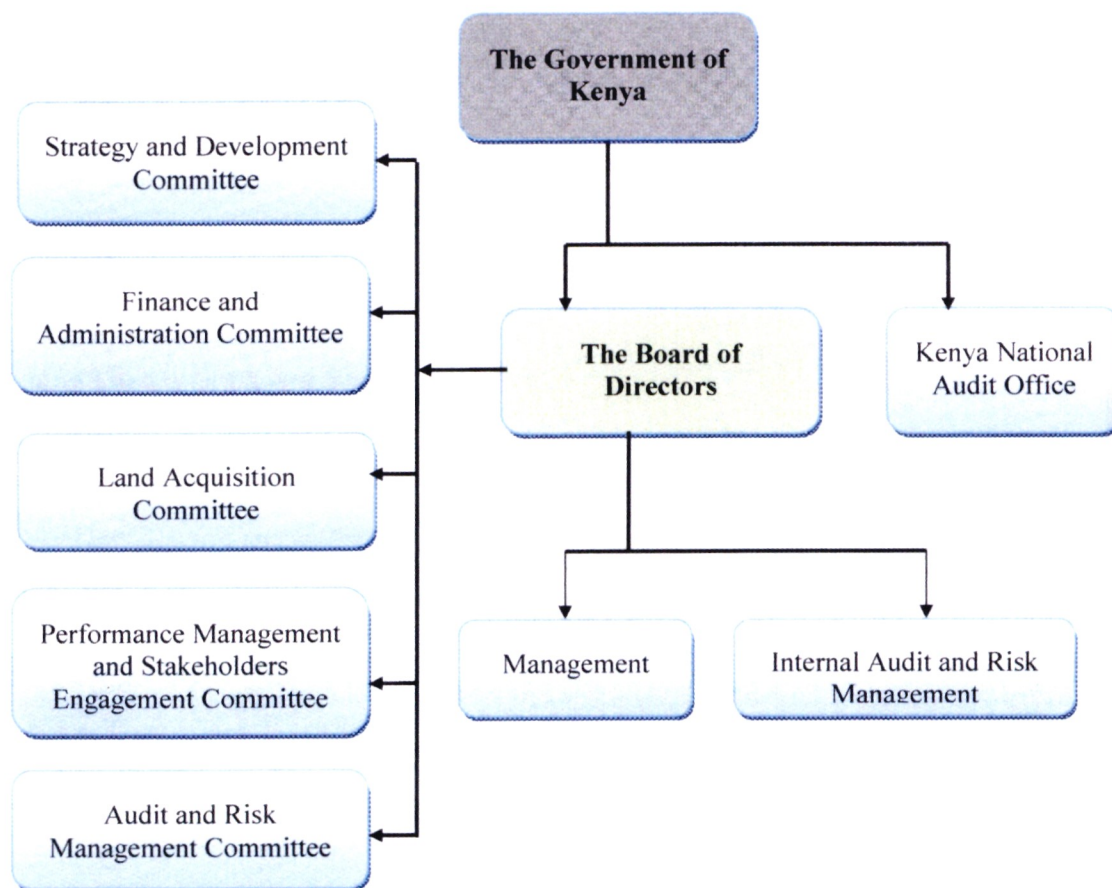 The Government of
Kenya
Strategy and Development
Committee
Finance and
Administration Committee
The Board of
Directors
Kenya National
Audit Office
Land Acquisition
Committee
Performance Management
and Stakeholders
Engagement Committee
Management
Internal Audit and Risk
Management
Audit and Risk
Management Committee